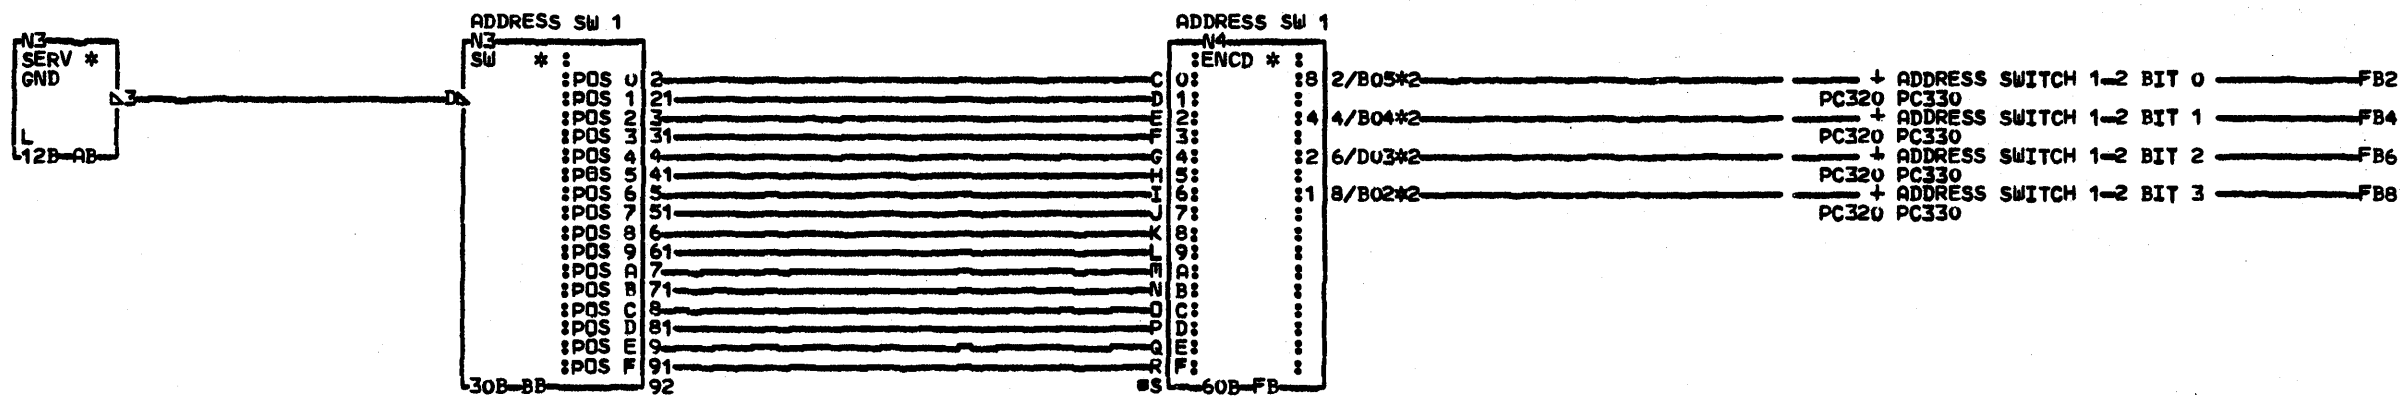 ADDRESS SW 1 ADDRESS SW 1
N3 N3 N4
SERV * SW * : :ENCD * :
GND :POS 0 2 C 0: :8 2/B05*2 + ADDRESS SWITCH 1-2 BIT 0 FB2
3 D :POS 1 21 D 1: : PC320 PC330
:POS 2 3 E 2: :4 4/B04*2 + ADDRESS SWITCH 1-2 BIT 1 FB4
L :POS 3 31 F 3: : PC320 PC330
12B-AB :POS 4 4 G 4: :2 6/D03*2 + ADDRESS SWITCH 1-2 BIT 2 FB6
:POS 5 41 H 5: : PC320 PC330
:POS 6 5 I 6: :1 8/B02*2 + ADDRESS SWITCH 1-2 BIT 3 FB8
:POS 7 51 J 7: : PC320 PC330
:POS 8 6 K 8: :
:POS 9 61 L 9: :
:POS A 7 M A: :
:POS B 71 N B: :
:POS C 8 O C: :
:POS D 81 P D: :
:POS E 9 Q E: :
:POS F 91 R F: :
30B-BB 92 S 60B-FB